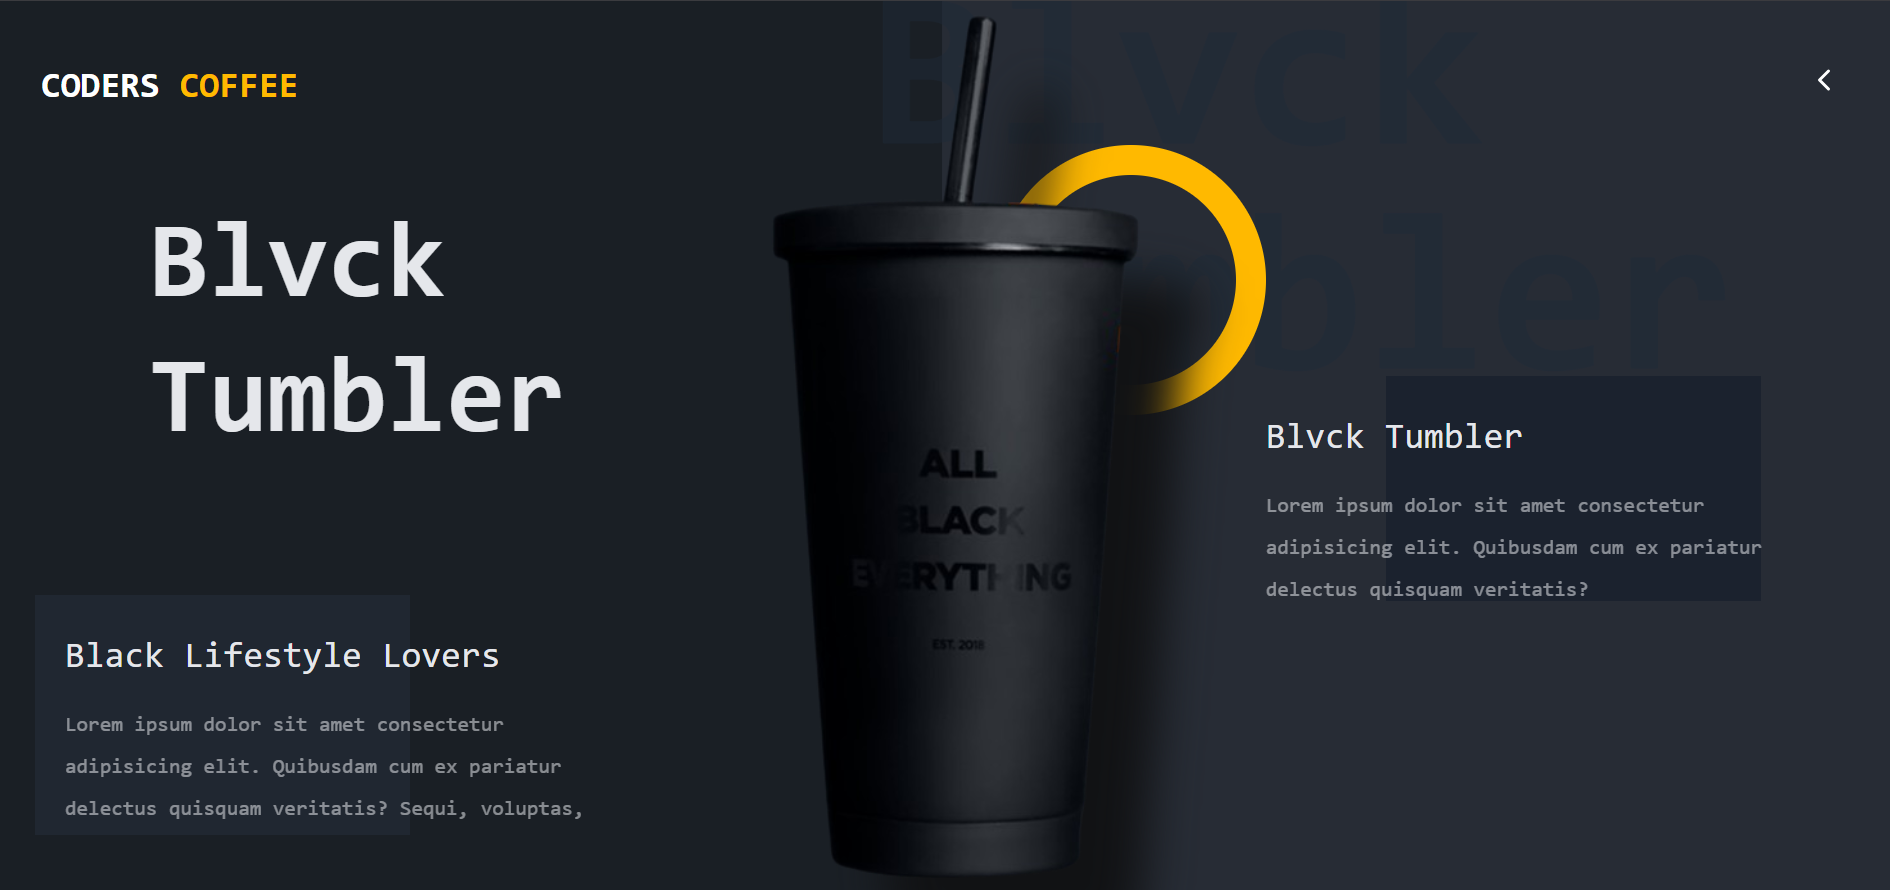 CODERS COFFEE
Blvck
Tumbler
Blvck
Tumbler
ALL
BLACK
EVERYTHING
EST. 2018
Blvck Tumbler
Lorem ipsum dolor sit amet consectetur
adipisicing elit. Quibusdam cum ex pariatur
delectus quisquam veritatis?
Black Lifestyle Lovers
Lorem ipsum dolor sit amet consectetur
adipisicing elit. Quibusdam cum ex pariatur
delectus quisquam veritatis? Sequi, voluptas,